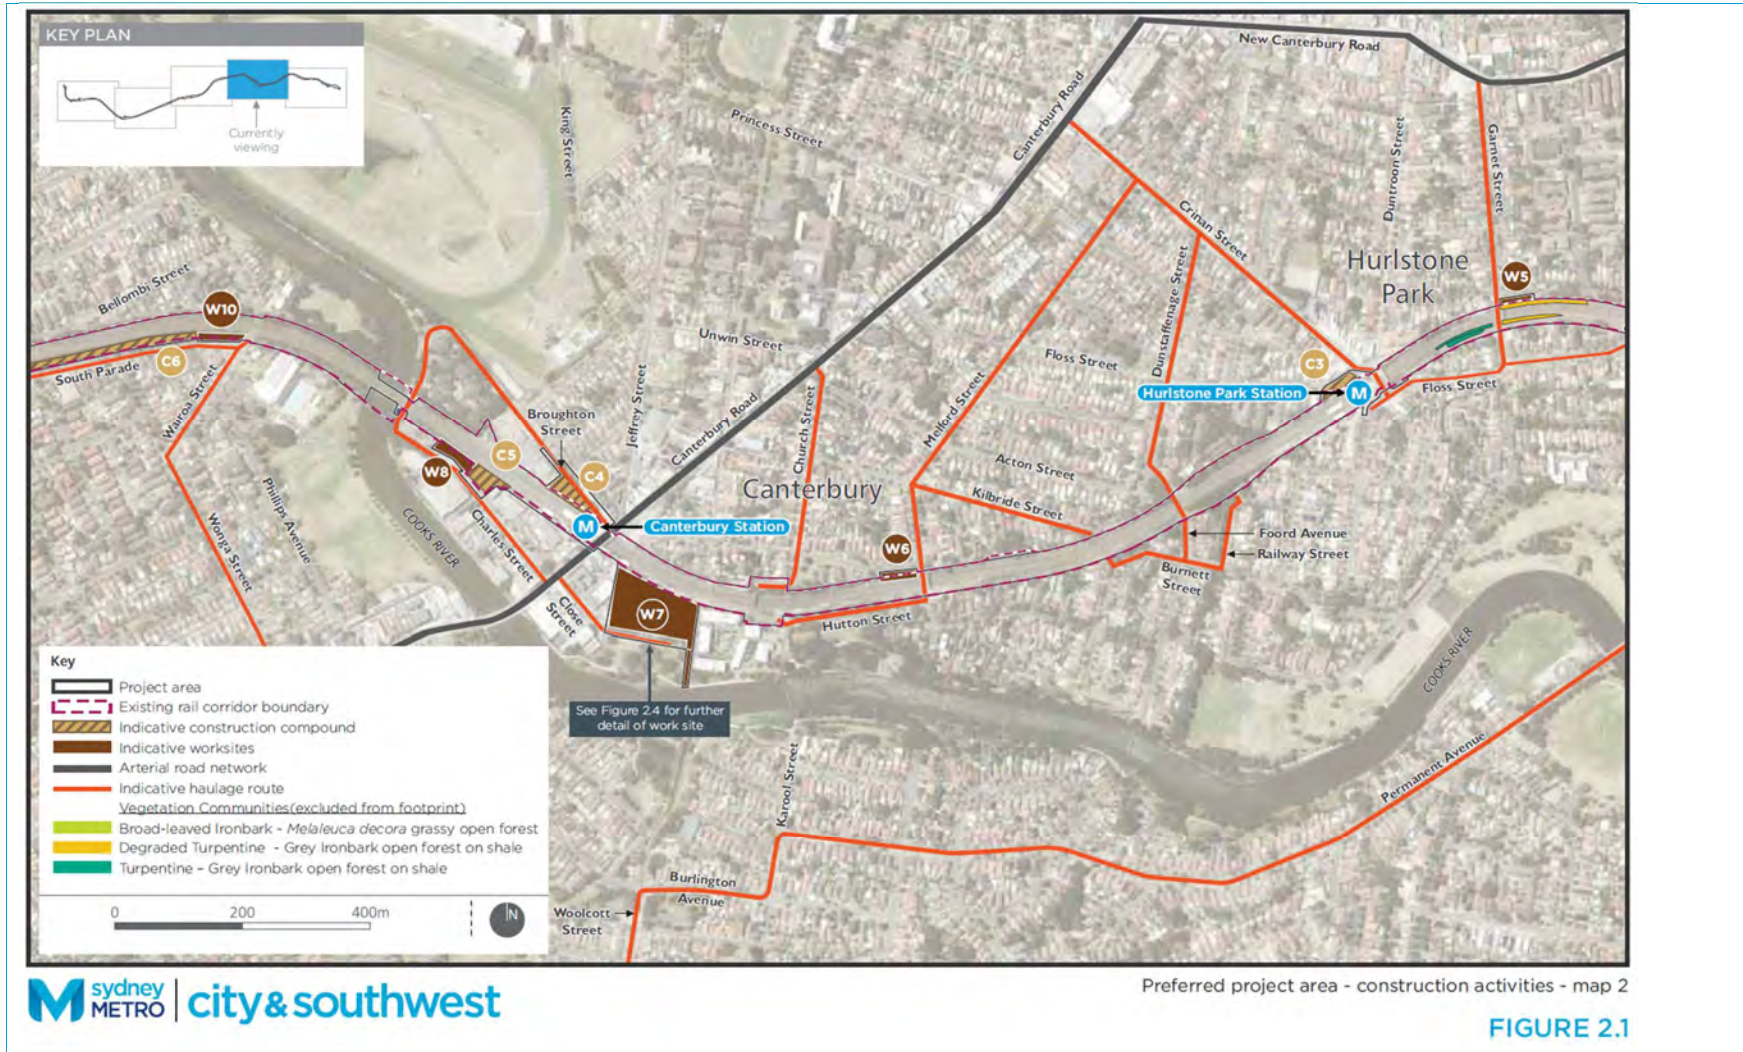 KEY PLAN
Currently
viewing
New Canterbury Road
King Street
Princess Street
Canterbury Road
Duntroon Street
Garnet Street
Crinan Street
Hurlstone
Park
W5
Bellombi Street
W10
Dunstaffenage Street
Unwin Street
Floss Street
C3
C6
South Parade
Hurlstone Park Station
M
Floss Street
Wairoa Street
Jeffrey Street
Canterbury Road
Church Street
Melford Street
Broughton
Street
C5
C4
W8
Canterbury
Acton Street
Kilbride Street
Phillips Avenue
Wonga Street
COOKS RIVER
Charles Street
M
Canterbury Station
Foord Avenue
Railway Street
W6
Burnett
Street
Close
Street
W7
Hutton Street
COOKS RIVER
See Figure 2.4 for further
detail of work site
Karool Street
Permanent Avenue
Burlington
Avenue
Woolcott
Street
Key
Project area
Existing rail corridor boundary
Indicative construction compound
Indicative worksites
Arterial road network
Indicative haulage route
Vegetation Communities(excluded from footprint)
Broad-leaved Ironbark - Melaleuca decora grassy open forest
Degraded Turpentine - Grey Ironbark open forest on shale
Turpentine – Grey Ironbark open forest on shale
0 200 400m
N
sydney
METRO
city&southwest
Preferred project area - construction activities - map 2
FIGURE 2.1